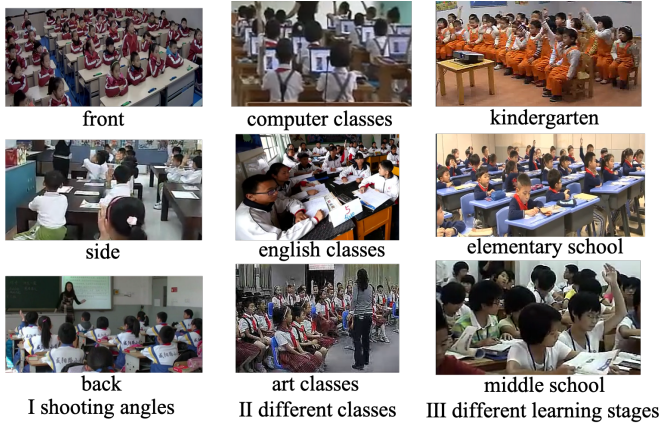 front
computer classes
kindergarten
side
english classes
elementary school
back
art classes
middle school
I shooting angles
II different classes
III different learning stages